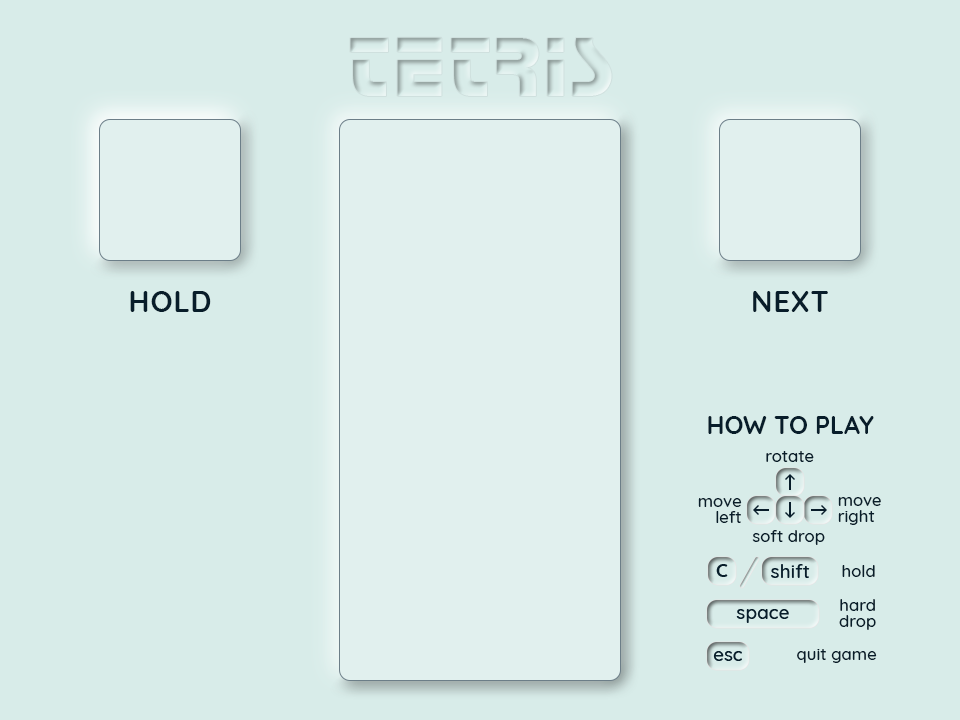 TETRIS
HOLD
NEXT
HOW TO PLAY
rotate
↑
move left
← ↓ →
move right
soft drop
C / shift hold
space hard drop
esc quit game